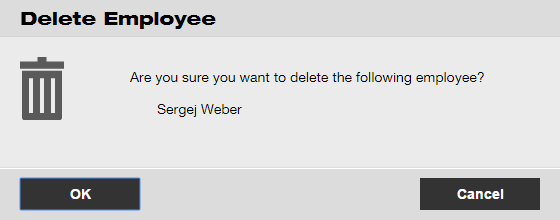 Delete Employee
Are you sure you want to delete the following employee?
Sergej Weber
OK
Cancel